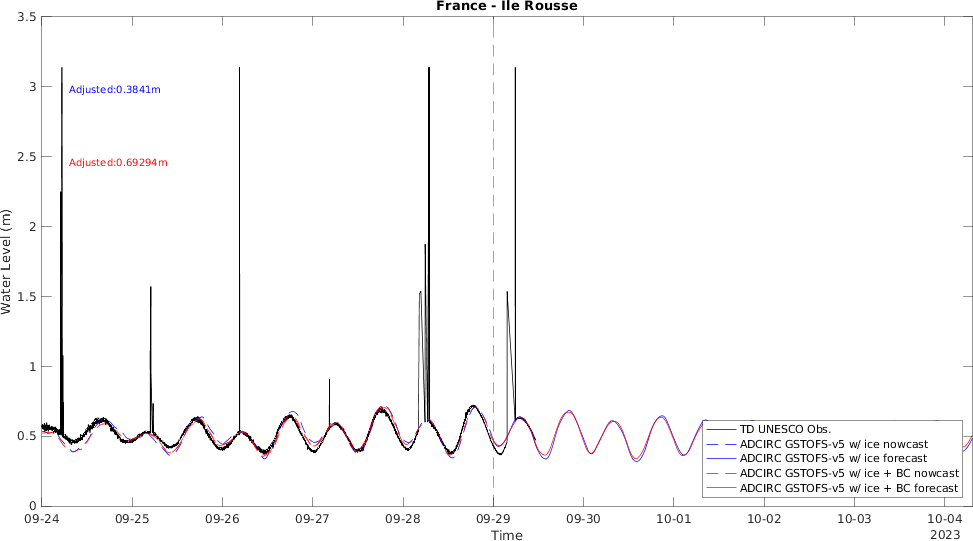 France - Ile Rousse
3.5
3
2.5
2
1.5
1
0.5
0
Water Level (m)
Adjusted:0.3841m
Adjusted:0.69294m
TD UNESCO Obs.
ADCIRC GSTOFS-v5 w/ ice nowcast
ADCIRC GSTOFS-v5 w/ ice forecast
ADCIRC GSTOFS-v5 w/ ice + BC nowcast
ADCIRC GSTOFS-v5 w/ ice + BC forecast
09-24 09-25 09-26 09-27 09-28 09-29 09-30 10-01 10-02 10-03 10-04
Time
2023